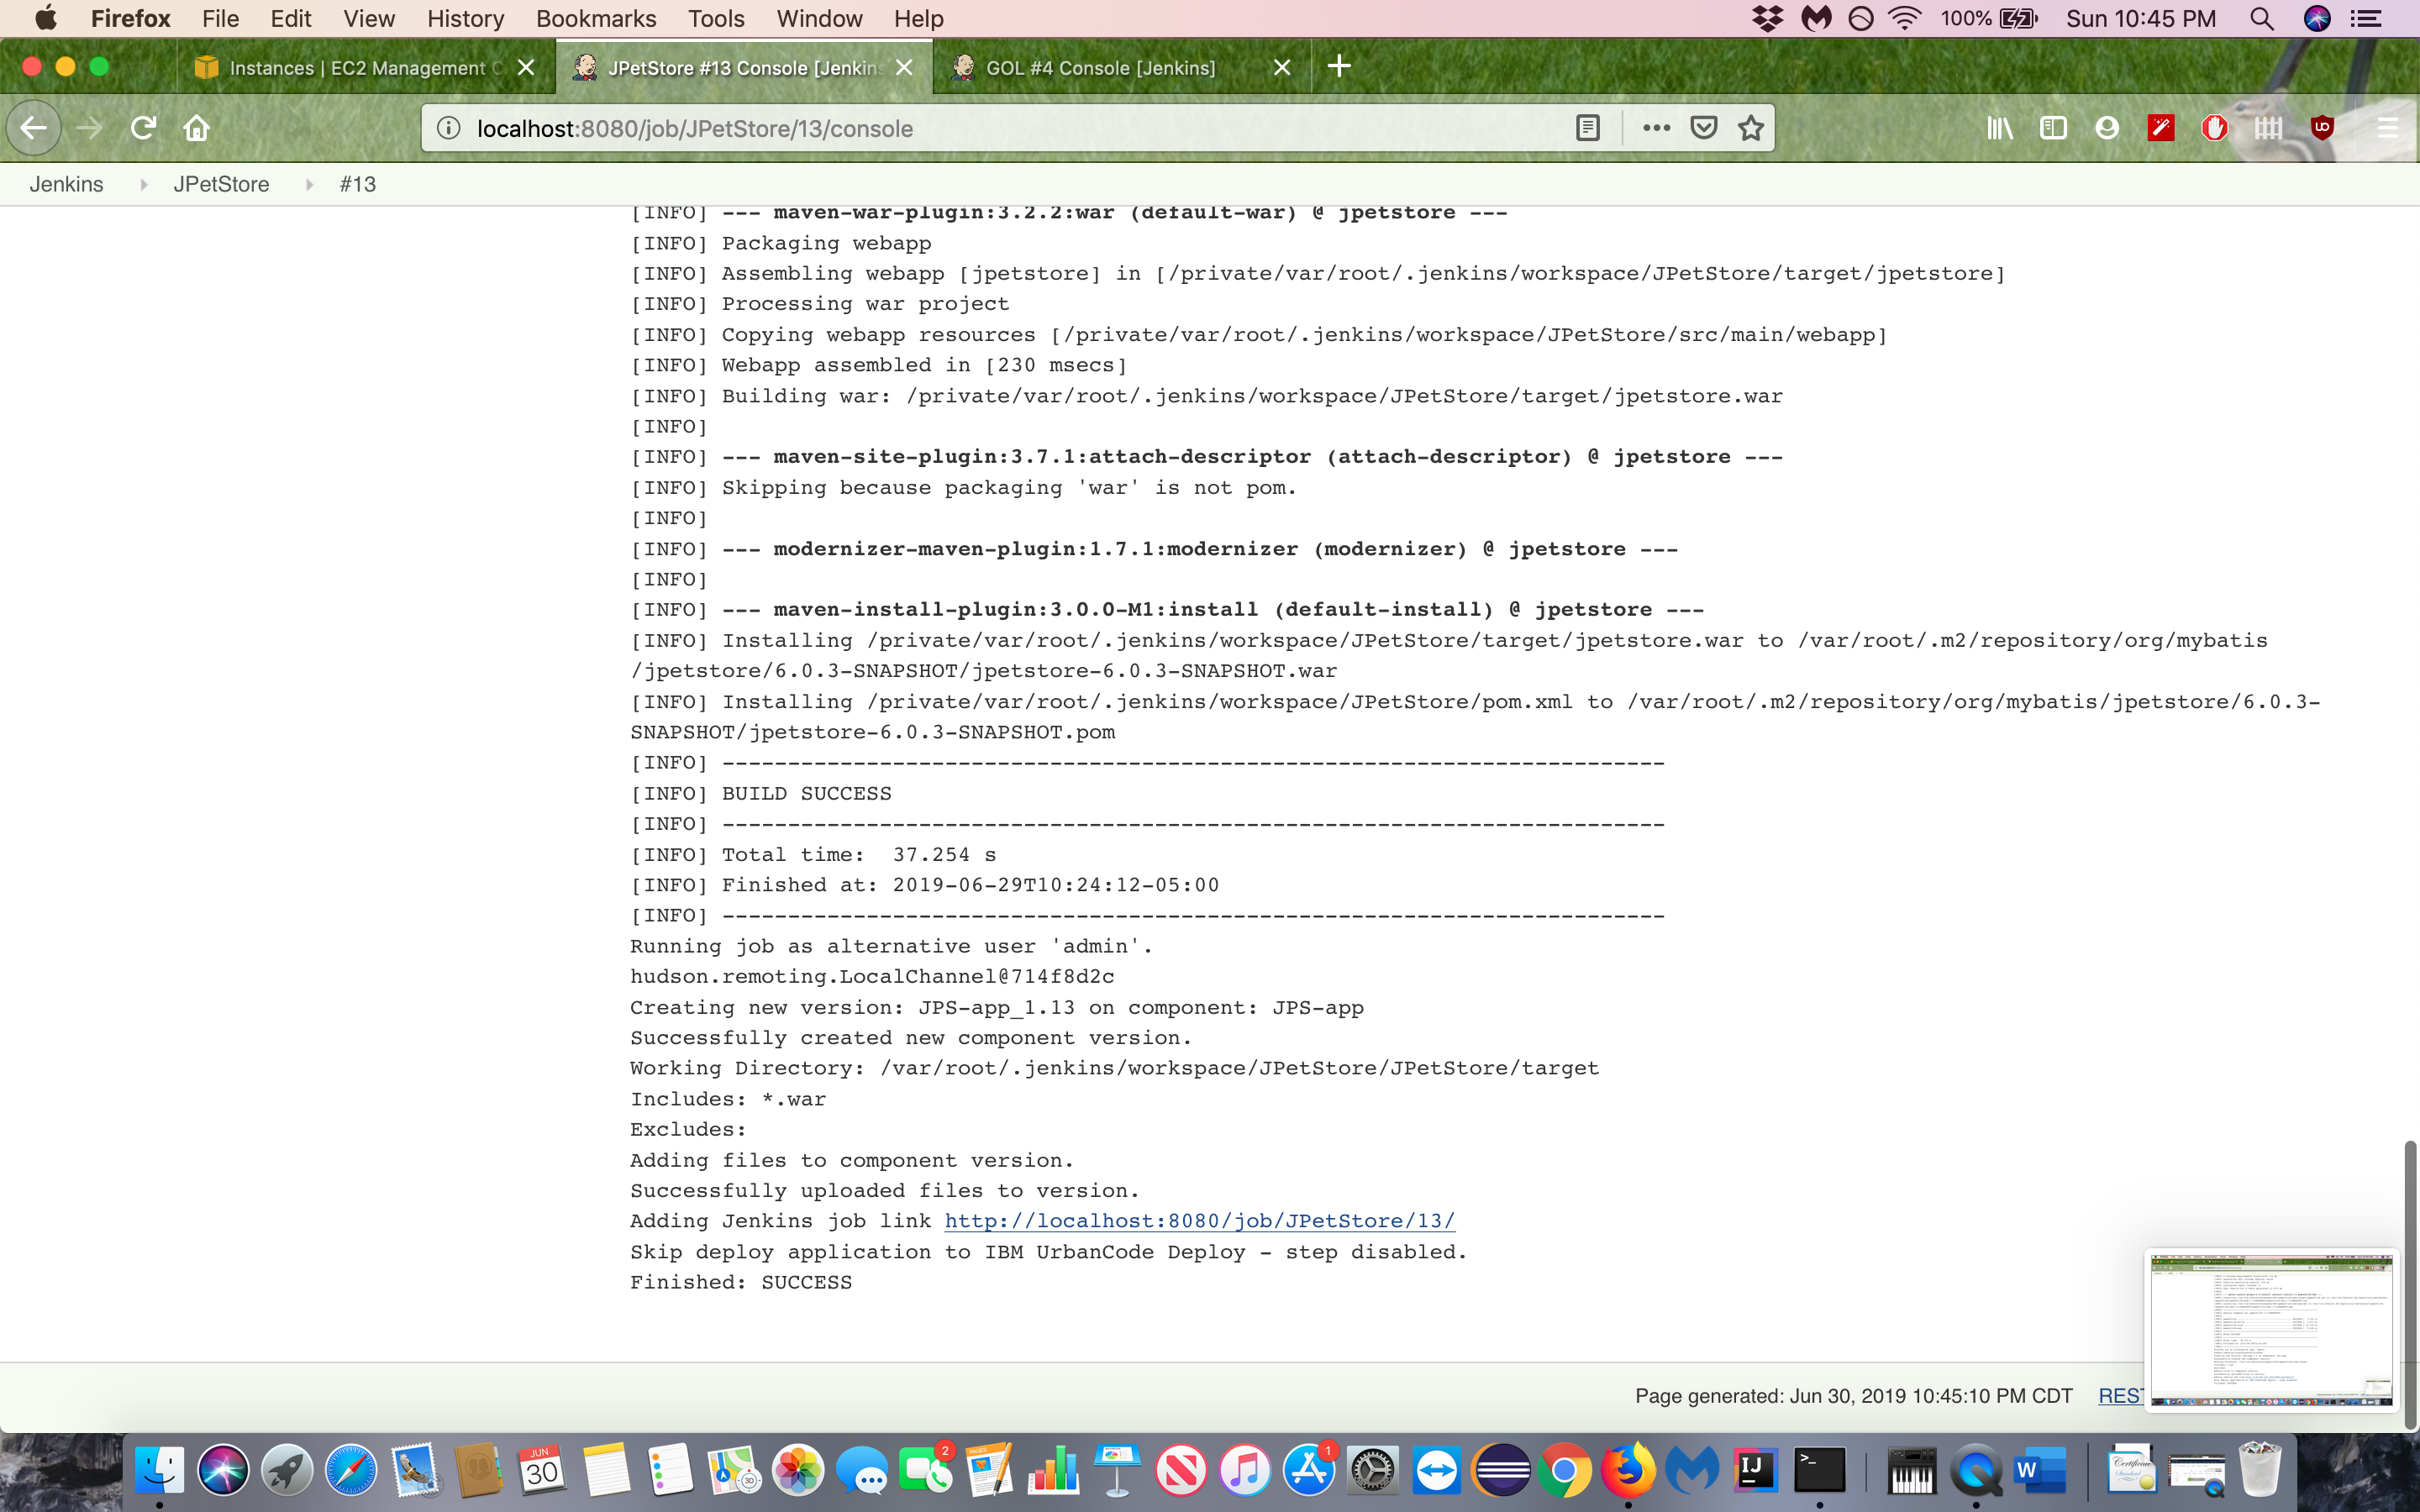 Firefox File Edit View History Bookmarks Tools Window Help 100% Sun 10:45 PM
Instances | EC2 Management C JPetStore #13 Console [Jenkins GOL #4 Console [Jenkins]
localhost:8080/job/JPetStore/13/console
Jenkins JPetStore #13
[INFO] --- maven-war-plugin:3.2.2:war (default-war) @ jpetstore ---
[INFO] Packaging webapp
[INFO] Assembling webapp [jpetstore] in [/private/var/root/.jenkins/workspace/JPetStore/target/jpetstore]
[INFO] Processing war project
[INFO] Copying webapp resources [/private/var/root/.jenkins/workspace/JPetStore/src/main/webapp]
[INFO] Webapp assembled in [230 msecs]
[INFO] Building war: /private/var/root/.jenkins/workspace/JPetStore/target/jpetstore.war
[INFO]
[INFO] --- maven-site-plugin:3.7.1:attach-descriptor (attach-descriptor) @ jpetstore ---
[INFO] Skipping because packaging 'war' is not pom.
[INFO]
[INFO] --- modernizer-maven-plugin:1.7.1:modernizer (modernizer) @ jpetstore ---
[INFO]
[INFO] --- maven-install-plugin:3.0.0-M1:install (default-install) @ jpetstore ---
[INFO] Installing /private/var/root/.jenkins/workspace/JPetStore/target/jpetstore.war to /var/root/.m2/repository/org/mybatis
/jpetstore/6.0.3-SNAPSHOT/jpetstore-6.0.3-SNAPSHOT.war
[INFO] Installing /private/var/root/.jenkins/workspace/JPetStore/pom.xml to /var/root/.m2/repository/org/mybatis/jpetstore/6.0.3-
SNAPSHOT/jpetstore-6.0.3-SNAPSHOT.pom
[INFO] ------------------------------------------------------------------------
[INFO] BUILD SUCCESS
[INFO] ------------------------------------------------------------------------
[INFO] Total time:  37.254 s
[INFO] Finished at: 2019-06-29T10:24:12-05:00
[INFO] ------------------------------------------------------------------------
Running job as alternative user 'admin'.
hudson.remoting.LocalChannel@714f8d2c
Creating new version: JPS-app_1.13 on component: JPS-app
Successfully created new component version.
Working Directory: /var/root/.jenkins/workspace/JPetStore/JPetStore/target
Includes: *.war
Excludes:
Adding files to component version.
Successfully uploaded files to version.
Adding Jenkins job link http://localhost:8080/job/JPetStore/13/
Skip deploy application to IBM UrbanCode Deploy - step disabled.
Finished: SUCCESS
Page generated: Jun 30, 2019 10:45:10 PM CDT REST
JUN
30
3D
2
PAGES
1
IJ
>_
W